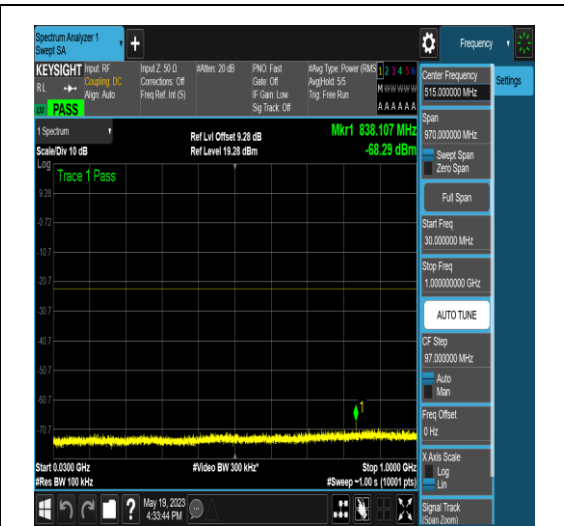 Spectrum Analyzer 1
Swept SA
Frequency
KEYSIGHT
RL
PASS
Input: RF
Coupling: DC
Align: Auto
Input Z: 50 Ω
Corrections: Off
Freq Ref: Int (S)
#Atten: 20 dB
PNO: Fast
Gate: Off
IF Gain: Low
Sig Track: Off
#Avg Type: Power (RMS
Avg|Hold: 5/5
Trig: Free Run
1 2 3 4 5 6
M W W W W W
A A A A A A
1 Spectrum
Scale/Div 10 dB
Ref Lvl Offset 9.28 dB
Ref Level 19.28 dBm
Mkr1 838.107 MHz
-68.29 dBm
Log
Trace 1 Pass
9.28
-0.72
-10.7
-20.7
-30.7
-40.7
-50.7
-60.7
-70.7
1
Start 0.0300 GHz
#Res BW 100 kHz
#Video BW 300 kHz*
Stop 1.0000 GHz
#Sweep ~1.00 s (10001 pts)
May 19, 2023
4:33:44 PM
Center Frequency
515.000000 MHz
Settings
Span
970.000000 MHz
Swept Span
Zero Span
Full Span
Start Freq
30.000000 MHz
Stop Freq
1.000000000 GHz
AUTO TUNE
CF Step
97.000000 MHz
Auto
Man
Freq Offset
0 Hz
X Axis Scale
Log
Lin
Signal Track
(Span Zoom)